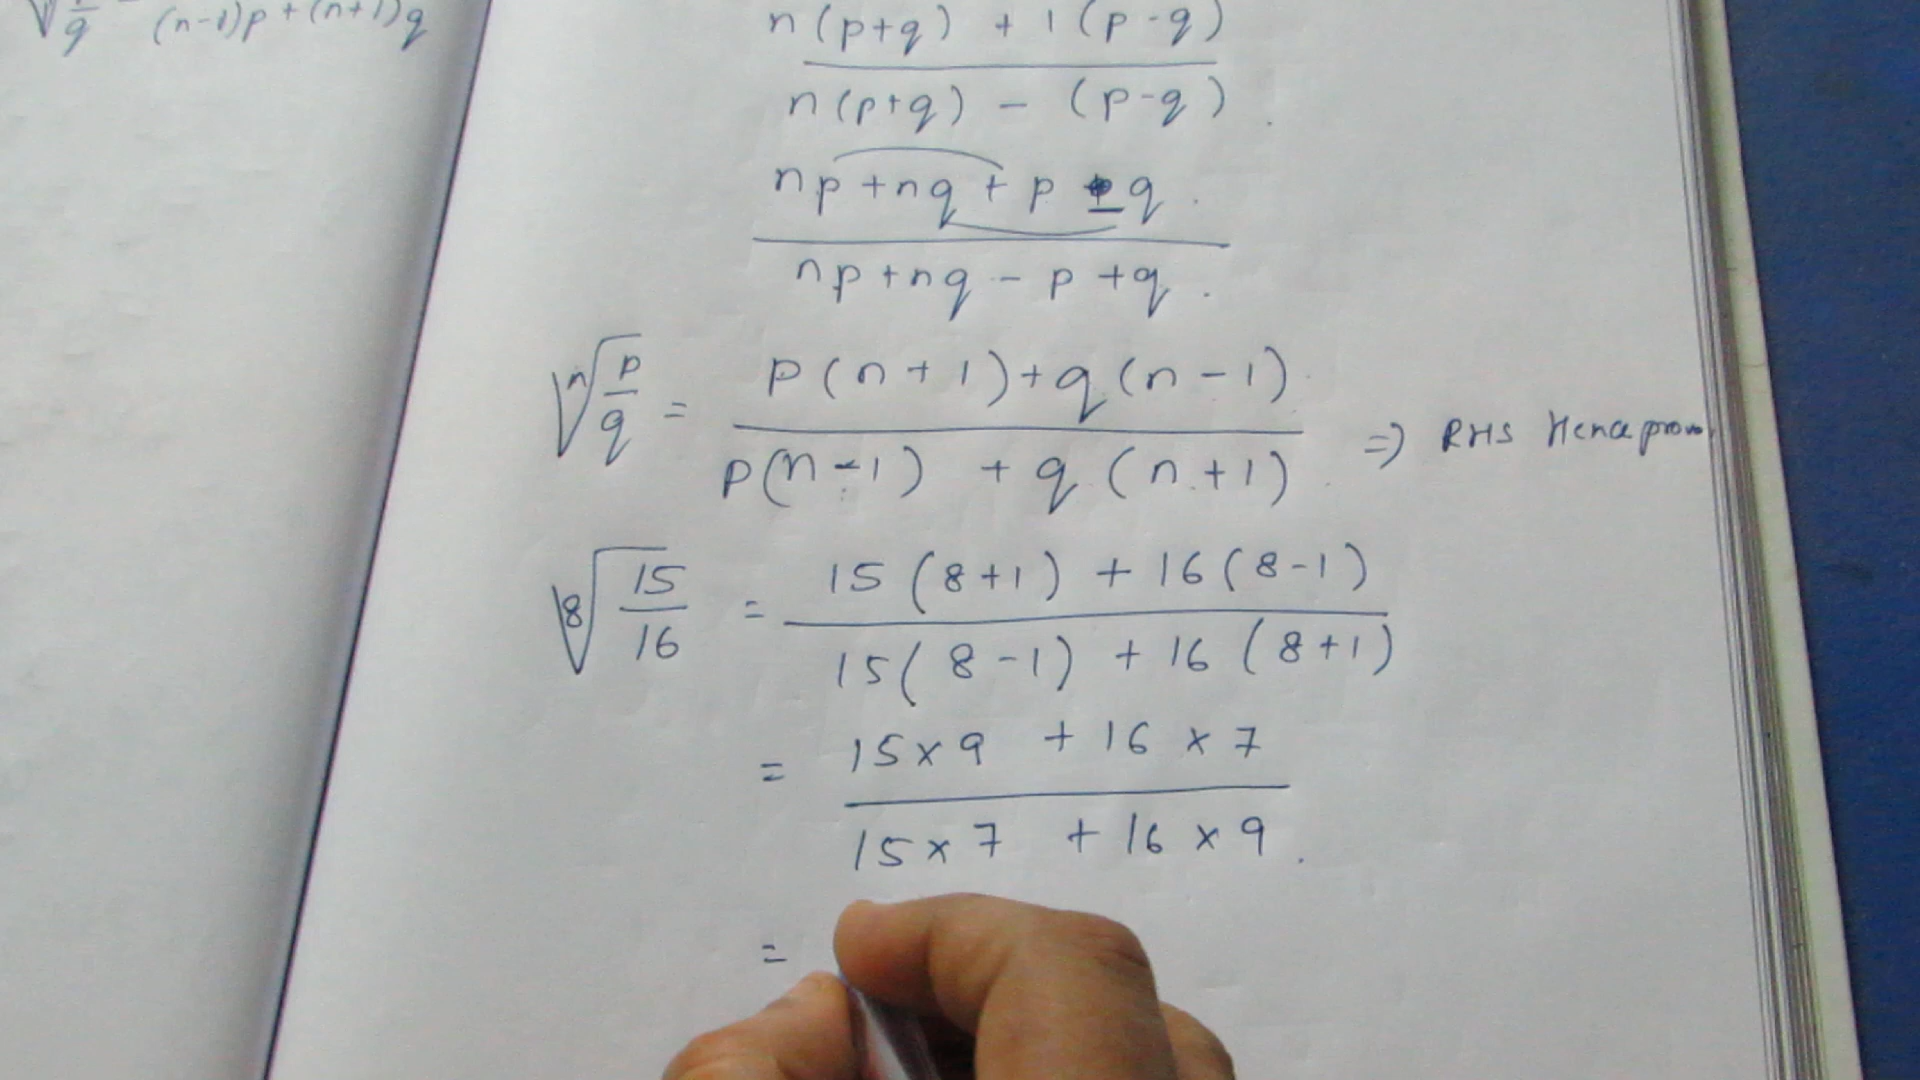 ⁿ√(p/q) = (n-1)p + (n+1)q
n(p+q) + 1(p-q)
n(p+q) - (p-q)
np + nq + p - q
np + nq - p + q
ⁿ√(p/q) = p(n+1) + q(n-1)
p(n-1) + q(n+1) ⇒ RHS Hence
⁸√(15/16) = 15(8+1) + 16(8-1)
15(8-1) + 16(8+1)
= 15×9 + 16×7
15×7 + 16×9
=